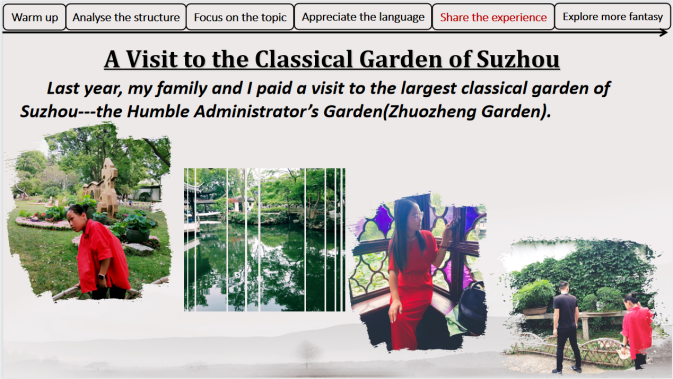 Warm up
Analyse the structure
Focus on the topic
Appreciate the language
Share the experience
Explore more fantasy
A Visit to the Classical Garden of Suzhou
Last year, my family and I paid a visit to the largest classical garden of
Suzhou---the Humble Administrator’s Garden(Zhuozheng Garden).